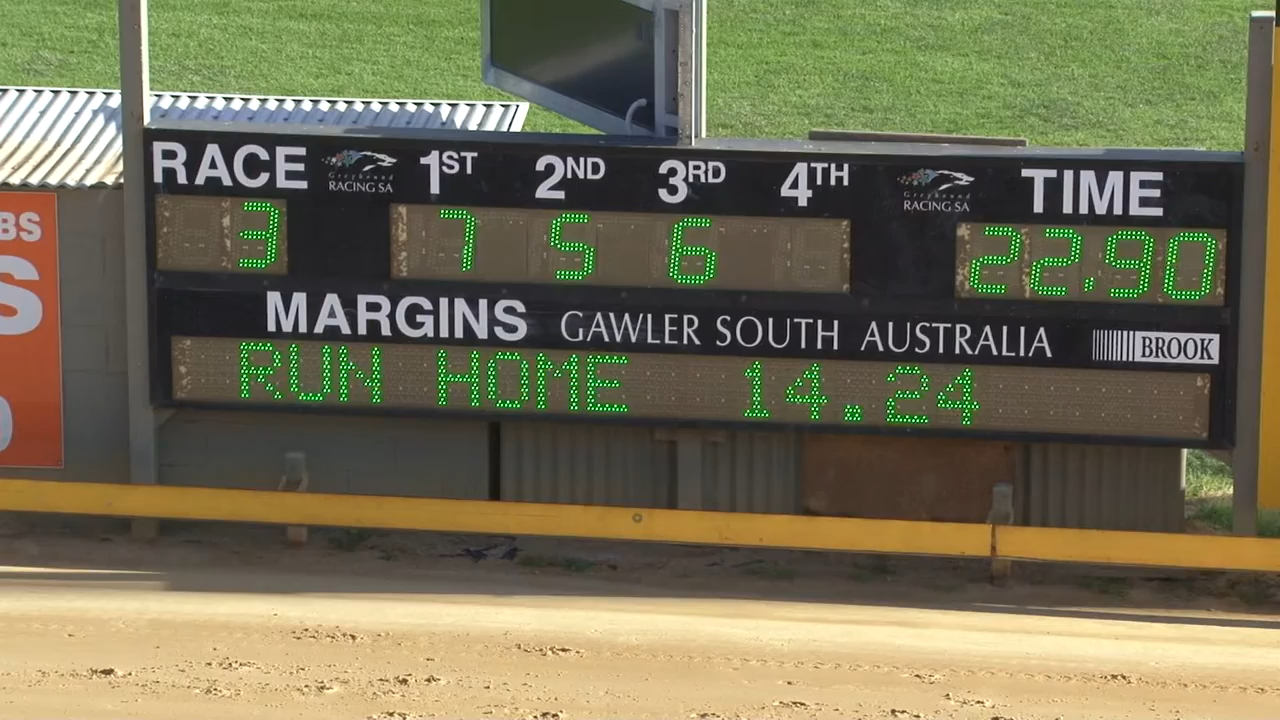 RACE Greyhound RACING SA 1ST 2ND 3RD 4TH Greyhound RACING SA TIME
3 7 5 6 22.90
MARGINS GAWLER SOUTH AUSTRALIA BROOK
RUN HOME 14.24
BS
S